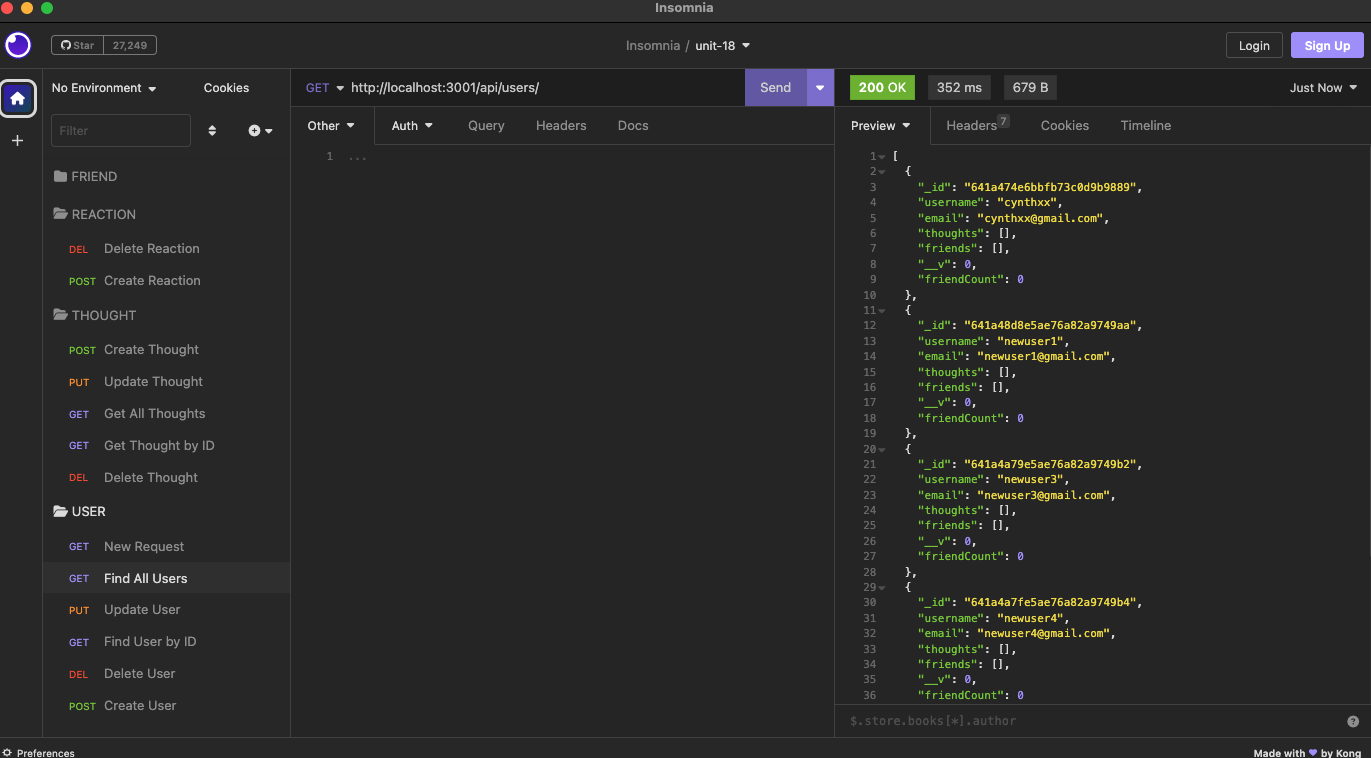 Insomnia
Star 27,249
Insomnia / unit-18
Login
Sign Up
No Environment
Cookies
Filter
FRIEND
REACTION
DEL Delete Reaction
POST Create Reaction
THOUGHT
POST Create Thought
PUT Update Thought
GET Get All Thoughts
GET Get Thought by ID
DEL Delete Thought
USER
GET New Request
GET Find All Users
PUT Update User
GET Find User by ID
DEL Delete User
POST Create User
GET http://localhost:3001/api/users/
Send
Other
Auth
Query
Headers
Docs
1 ...
200 OK
352 ms
679 B
Just Now
Preview
Headers 7
Cookies
Timeline
1 [
2 {
3 "_id": "641a474e6bbfb73c0d9b9889",
4 "username": "cynthxx",
5 "email": "cynthxx@gmail.com",
6 "thoughts": [],
7 "friends": [],
8 "__v": 0,
9 "friendCount": 0
10 },
11 {
12 "_id": "641a48d8e5ae76a82a9749aa",
13 "username": "newuser1",
14 "email": "newuser1@gmail.com",
15 "thoughts": [],
16 "friends": [],
17 "__v": 0,
18 "friendCount": 0
19 },
20 {
21 "_id": "641a4a79e5ae76a82a9749b2",
22 "username": "newuser3",
23 "email": "newuser3@gmail.com",
24 "thoughts": [],
25 "friends": [],
26 "__v": 0,
27 "friendCount": 0
28 },
29 {
30 "_id": "641a4a7fe5ae76a82a9749b4",
31 "username": "newuser4",
32 "email": "newuser4@gmail.com",
33 "thoughts": [],
34 "friends": [],
35 "__v": 0,
36 "friendCount": 0
$.store.books[*].author
Preferences
Made with ♥ by Kong